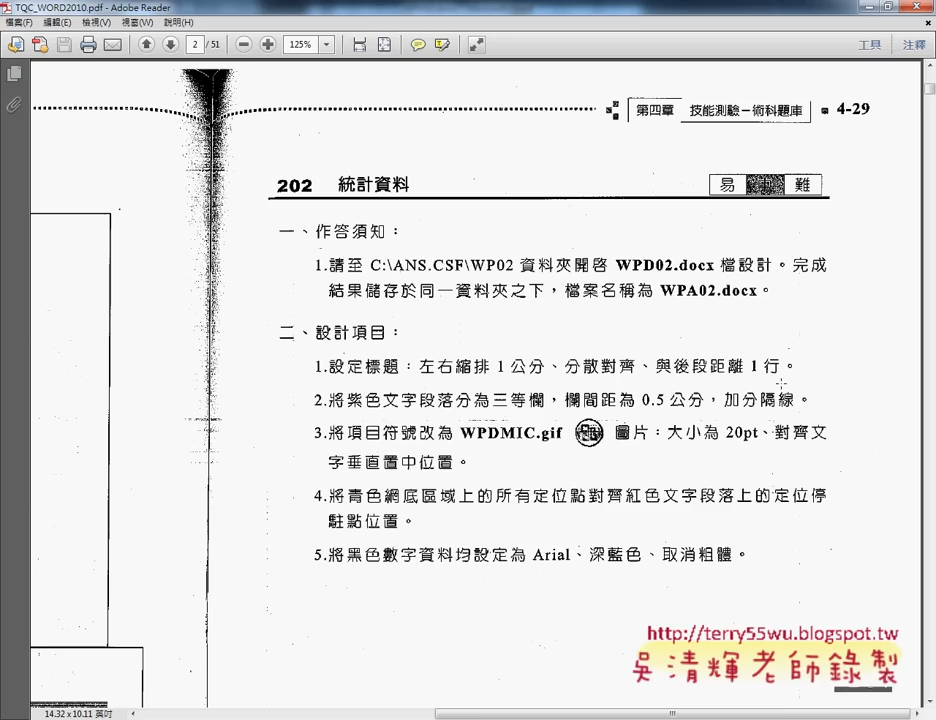 TQC_WORD2010.pdf - Adobe Reader
檔案(F) 編輯(E) 檢視(V) 視窗(W) 說明(H)
2 / 51 125% 工具 註釋
第四章 技能測驗－術科題庫 4-29
202 統計資料 易 中 難
一、作答須知：
1.請至 C:\ANS.CSF\WP02 資料夾開啓 WPD02.docx 檔設計。完成
結果儲存於同一資料夾之下，檔案名稱為 WPA02.docx。
二、設計項目：
1.設定標題：左右縮排 1 公分、分散對齊、與後段距離 1 行。
2.將紫色文字段落分為三等欄，欄間距為 0.5 公分，加分隔線。
3.將項目符號改為 WPDMIC.gif 圖片：大小為 20pt、對齊文
字垂直置中位置。
4.將青色網底區域上的所有定位點對齊紅色文字段落上的定位停
駐點位置。
5.將黑色數字資料均設定為 Arial、深藍色、取消粗體。
http://terry55wu.blogspot.tw
吳清輝老師錄製
14.32 x 10.11 英吋